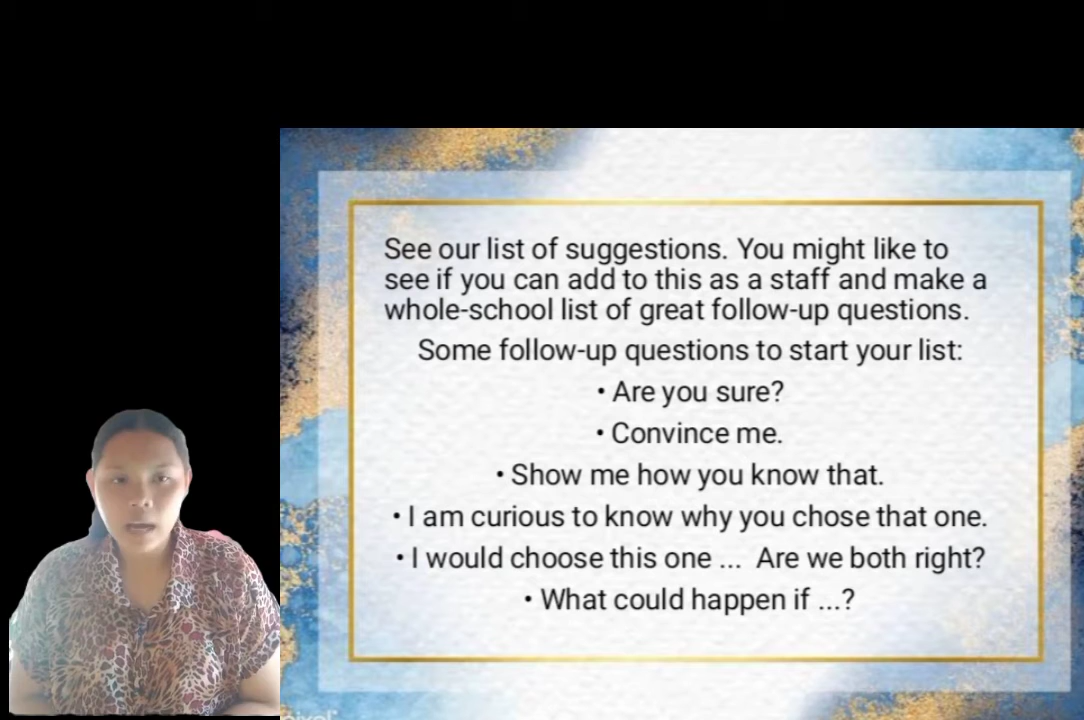 See our list of suggestions. You might like to
see if you can add to this as a staff and make a
whole-school list of great follow-up questions.
Some follow-up questions to start your list:
• Are you sure?
• Convince me.
• Show me how you know that.
• I am curious to know why you chose that one.
• I would choose this one ... Are we both right?
• What could happen if ...?